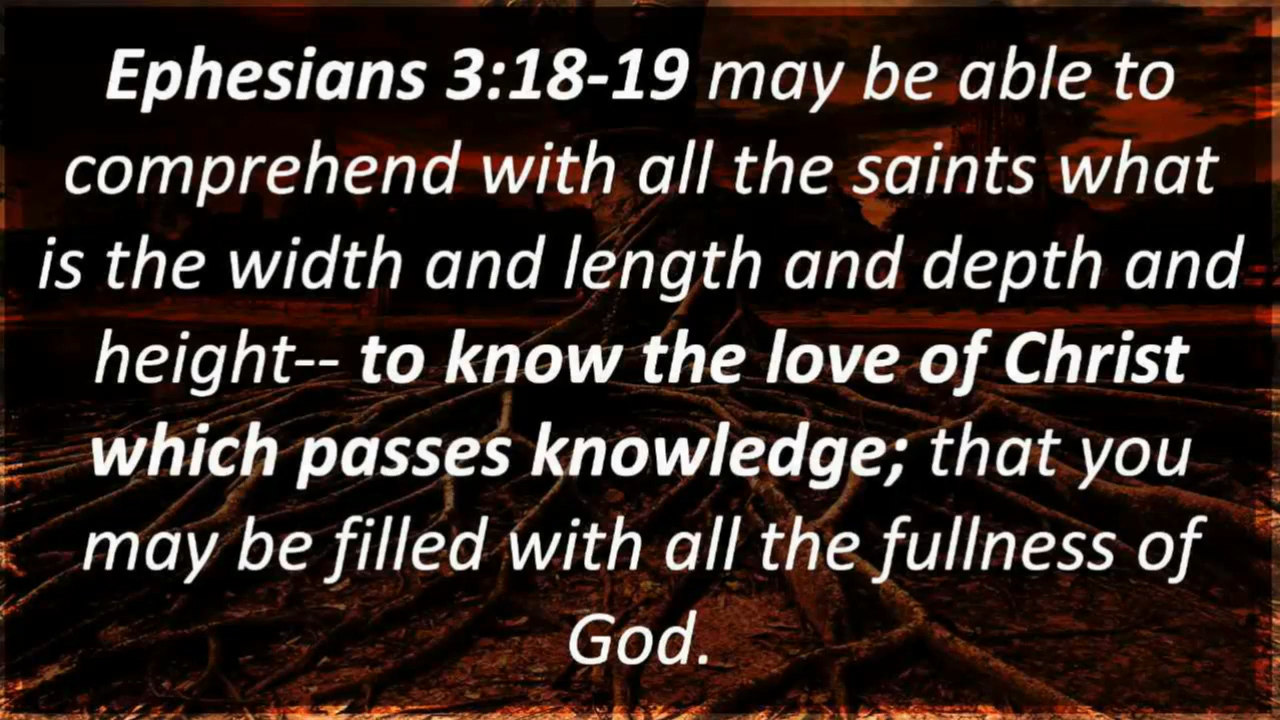 Ephesians 3:18-19 may be able to
comprehend with all the saints what
is the width and length and depth and
height-- to know the love of Christ
which passes knowledge; that you
may be filled with all the fullness of
God.